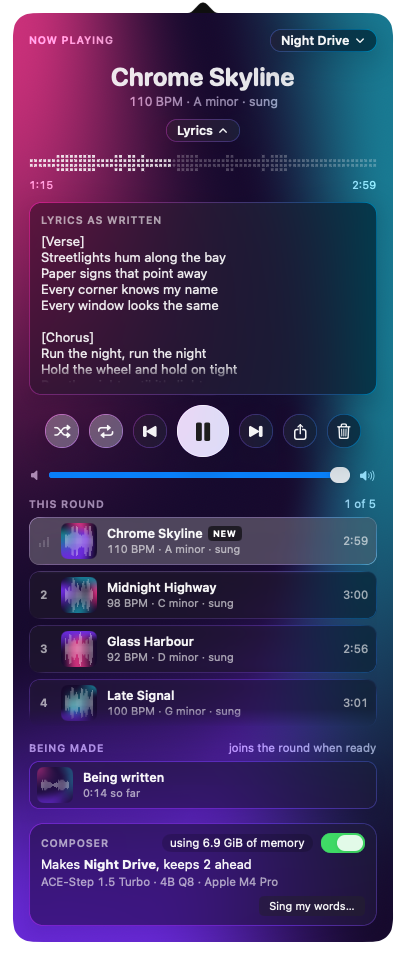 NOW PLAYING
Night Drive
Chrome Skyline
110 BPM · A minor · sung
Lyrics
1:15
2:59
LYRICS AS WRITTEN
[Verse]
Streetlights hum along the bay
Paper signs that point away
Every corner knows my name
Every window looks the same
[Chorus]
Run the night, run the night
Hold the wheel and hold on tight
THIS ROUND
1 of 5
Chrome Skyline NEW
110 BPM · A minor · sung
2:59
2
Midnight Highway
98 BPM · C minor · sung
3:00
3
Glass Harbour
92 BPM · D minor · sung
2:56
4
Late Signal
100 BPM · G minor · sung
3:01
BEING MADE
joins the round when ready
Being written
0:14 so far
COMPOSER
using 6.9 GiB of memory
Makes Night Drive, keeps 2 ahead
ACE-Step 1.5 Turbo · 4B Q8 · Apple M4 Pro
Sing my words...